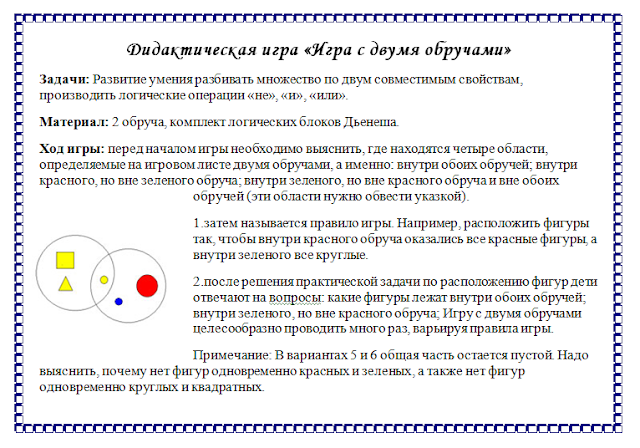 Дидактическая игра «Игра с двумя обручами»
Задачи: Развитие умения разбивать множество по двум совместимым свойствам,
производить логические операции «не», «и», «или».
Материал: 2 обруча, комплект логических блоков Дьенеша.
Ход игры: перед началом игры необходимо выяснить, где находятся четыре области,
определяемые на игровом листе двумя обручами, а именно: внутри обоих обручей; внутри
красного, но вне зеленого обруча; внутри зеленого, но вне красного обруча и вне обоих
обручей (эти области нужно обвести указкой).
1.затем называется правило игры. Например, расположить фигуры
так, чтобы внутри красного обруча оказались все красные фигуры, а
внутри зеленого все круглые.
2.после решения практической задачи по расположению фигур дети
отвечают на вопросы: какие фигуры лежат внутри обоих обручей;
внутри зеленого, но вне красного обруча; Игру с двумя обручами
целесообразно проводить много раз, варьируя правила игры.
Примечание: В вариантах 5 и 6 общая часть остается пустой. Надо
выяснить, почему нет фигур одновременно красных и зеленых, а также нет фигур
одновременно круглых и квадратных.